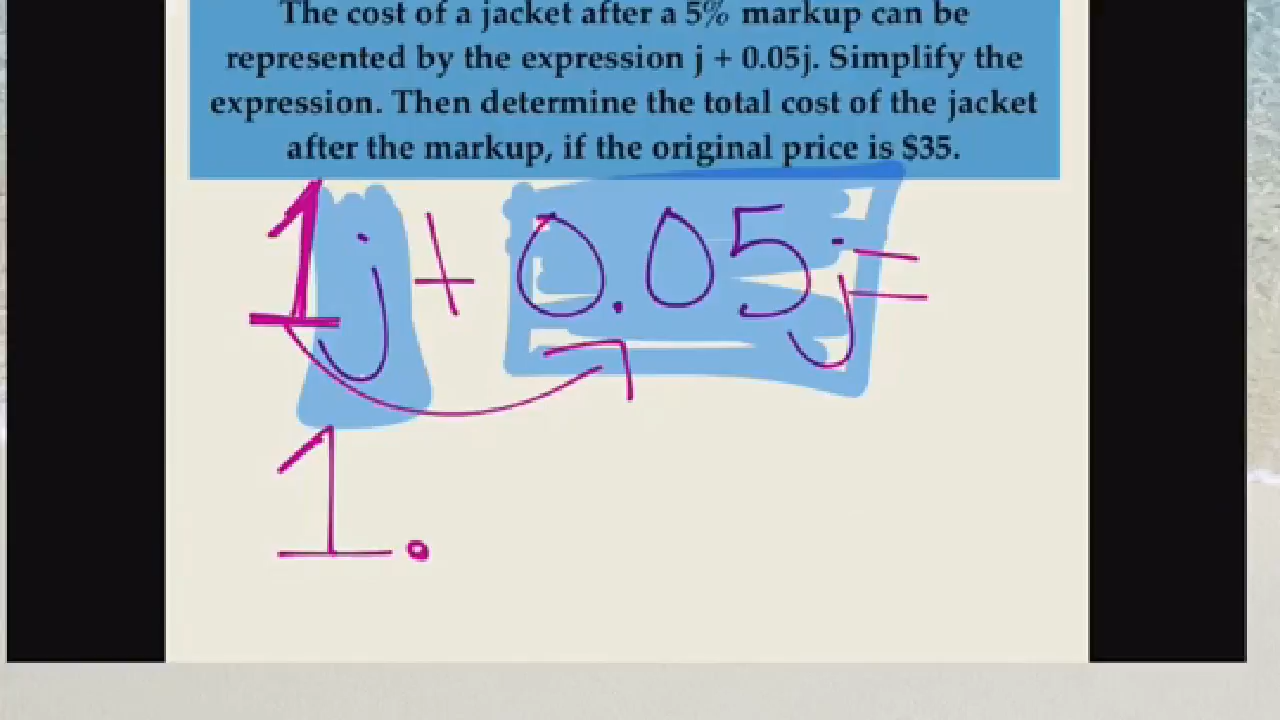 The cost of a jacket after a 5% markup can be
represented by the expression j + 0.05j. Simplify the
expression. Then determine the total cost of the jacket
after the markup, if the original price is $35.
1j + 0.05j =
1.